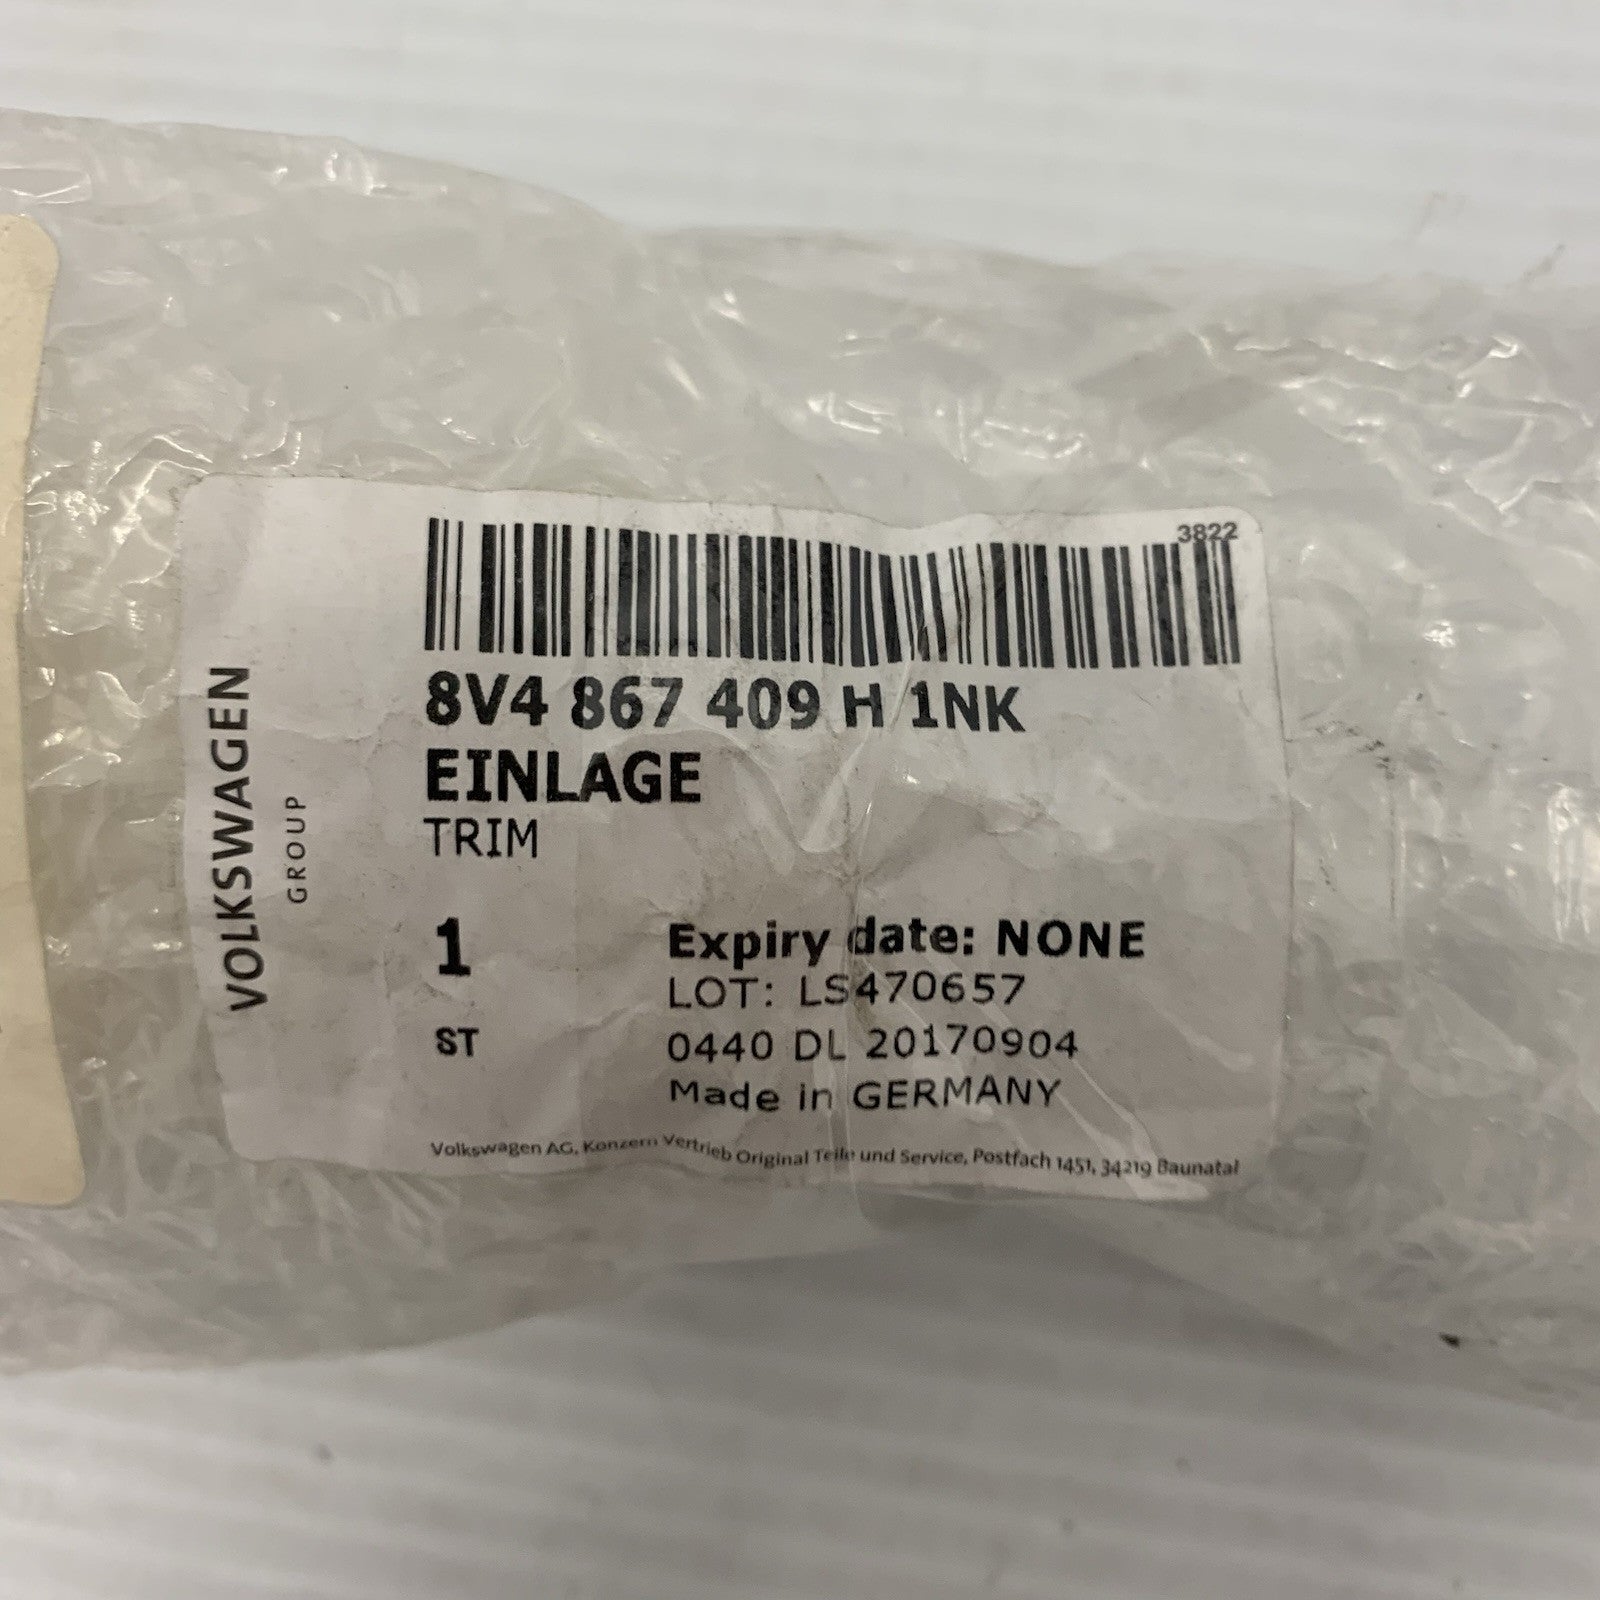 VOLKSWAGEN
GROUP
3822
8V4 867 409 H 1NK
EINLAGE
TRIM
1
ST
Expiry date: NONE
LOT: LS470657
0440 DL 20170904
Made in GERMANY
Volkswagen AG, Konzern Vertrieb Original Teile und Service, Postfach 1451, 34219 Baunatal